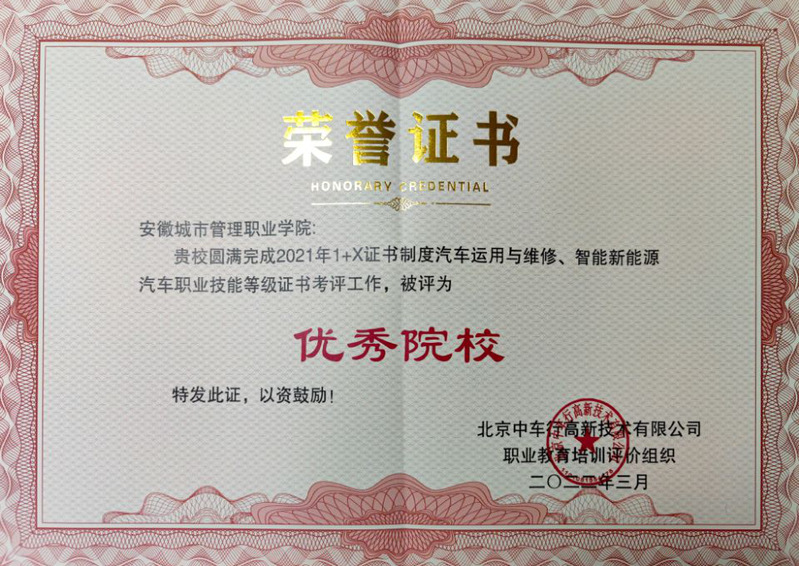 荣誉证书
HONORARY CREDENTIAL
安徽城市管理职业学院:
贵校圆满完成2021年1+X证书制度汽车运用与维修、智能新能源
汽车职业技能等级证书考评工作，被评为
优秀院校
特发此证，以资鼓励!
北京中车行高新技术有限公司
职业教育培训评价组织
二〇二二年三月